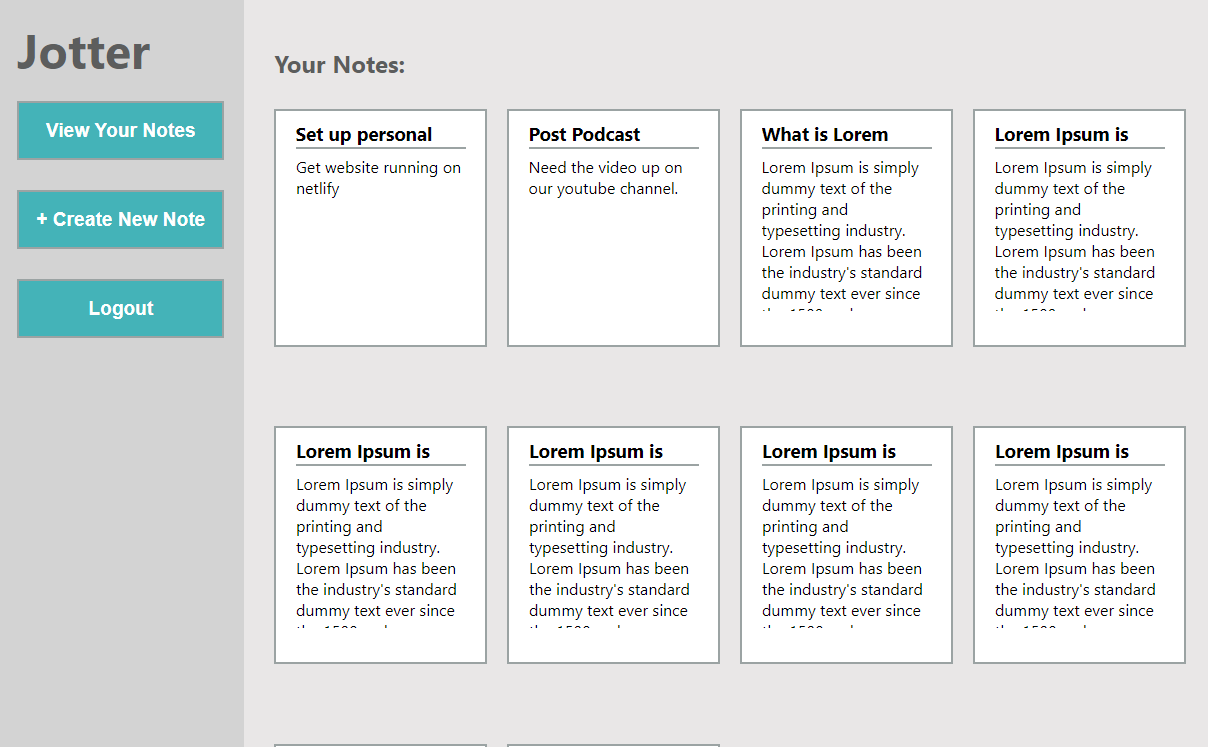 Jotter
View Your Notes
+ Create New Note
Logout
Your Notes:
Set up personal
Get website running on
netlify
Post Podcast
Need the video up on
our youtube channel.
What is Lorem
Lorem Ipsum is simply
dummy text of the
printing and
typesetting industry.
Lorem Ipsum has been
the industry's standard
dummy text ever since
Lorem Ipsum is
Lorem Ipsum is simply
dummy text of the
printing and
typesetting industry.
Lorem Ipsum has been
the industry's standard
dummy text ever since
Lorem Ipsum is
Lorem Ipsum is simply
dummy text of the
printing and
typesetting industry.
Lorem Ipsum has been
the industry's standard
dummy text ever since
Lorem Ipsum is
Lorem Ipsum is simply
dummy text of the
printing and
typesetting industry.
Lorem Ipsum has been
the industry's standard
dummy text ever since
Lorem Ipsum is
Lorem Ipsum is simply
dummy text of the
printing and
typesetting industry.
Lorem Ipsum has been
the industry's standard
dummy text ever since
Lorem Ipsum is
Lorem Ipsum is simply
dummy text of the
printing and
typesetting industry.
Lorem Ipsum has been
the industry's standard
dummy text ever since